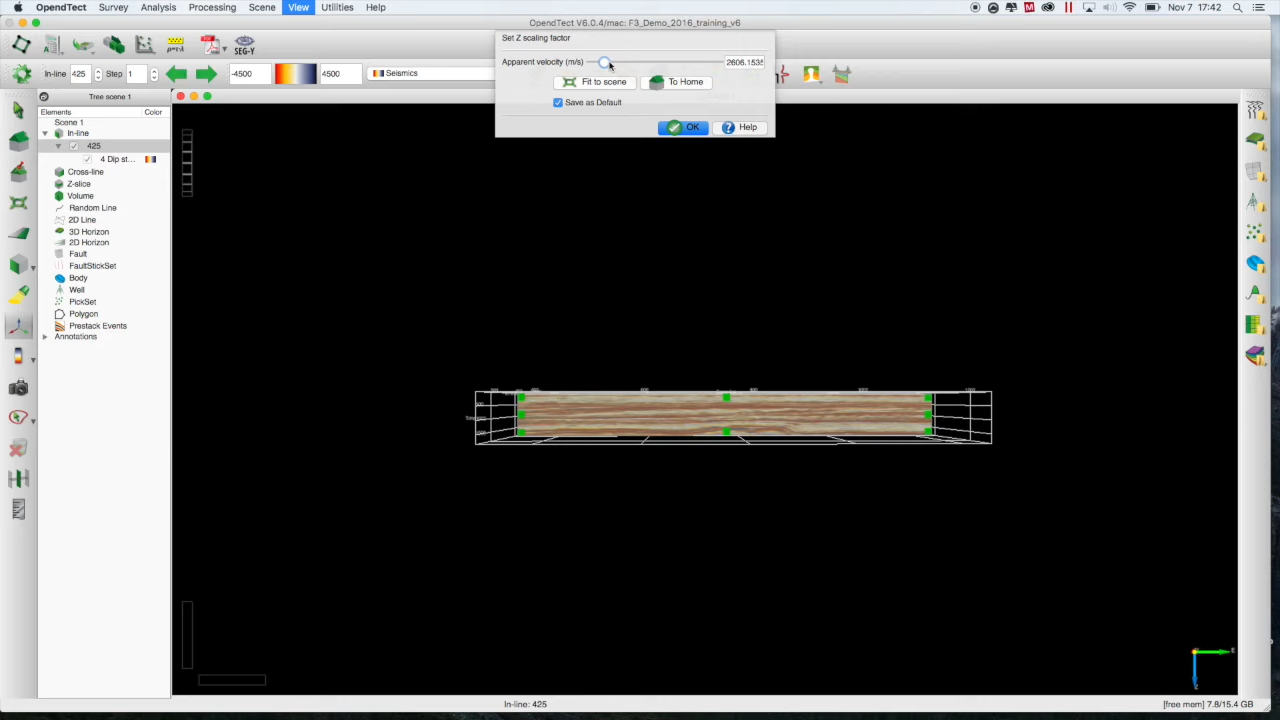 OpendTect Survey Analysis Processing Scene View Utilities Help Nov 7 17:42
OpendTect V6.0.4/mac: F3_Demo_2016_training_v6
Set Z scaling factor
Apparent velocity (m/s) 2606.1535
Fit to scene To Home
Save as Default
OK Help
SEG-Y
In-line 425 Step 1 -4500 4500 Seismics
Tree scene 1
Elements Color
Scene 1
In-line
425
4 Dip st...
Cross-line
Z-slice
Volume
Random Line
2D Line
3D Horizon
2D Horizon
Fault
FaultStickSet
Body
Well
PickSet
Polygon
Prestack Events
Annotations
In-line: 425
[free mem] 7.8/15.4 GB